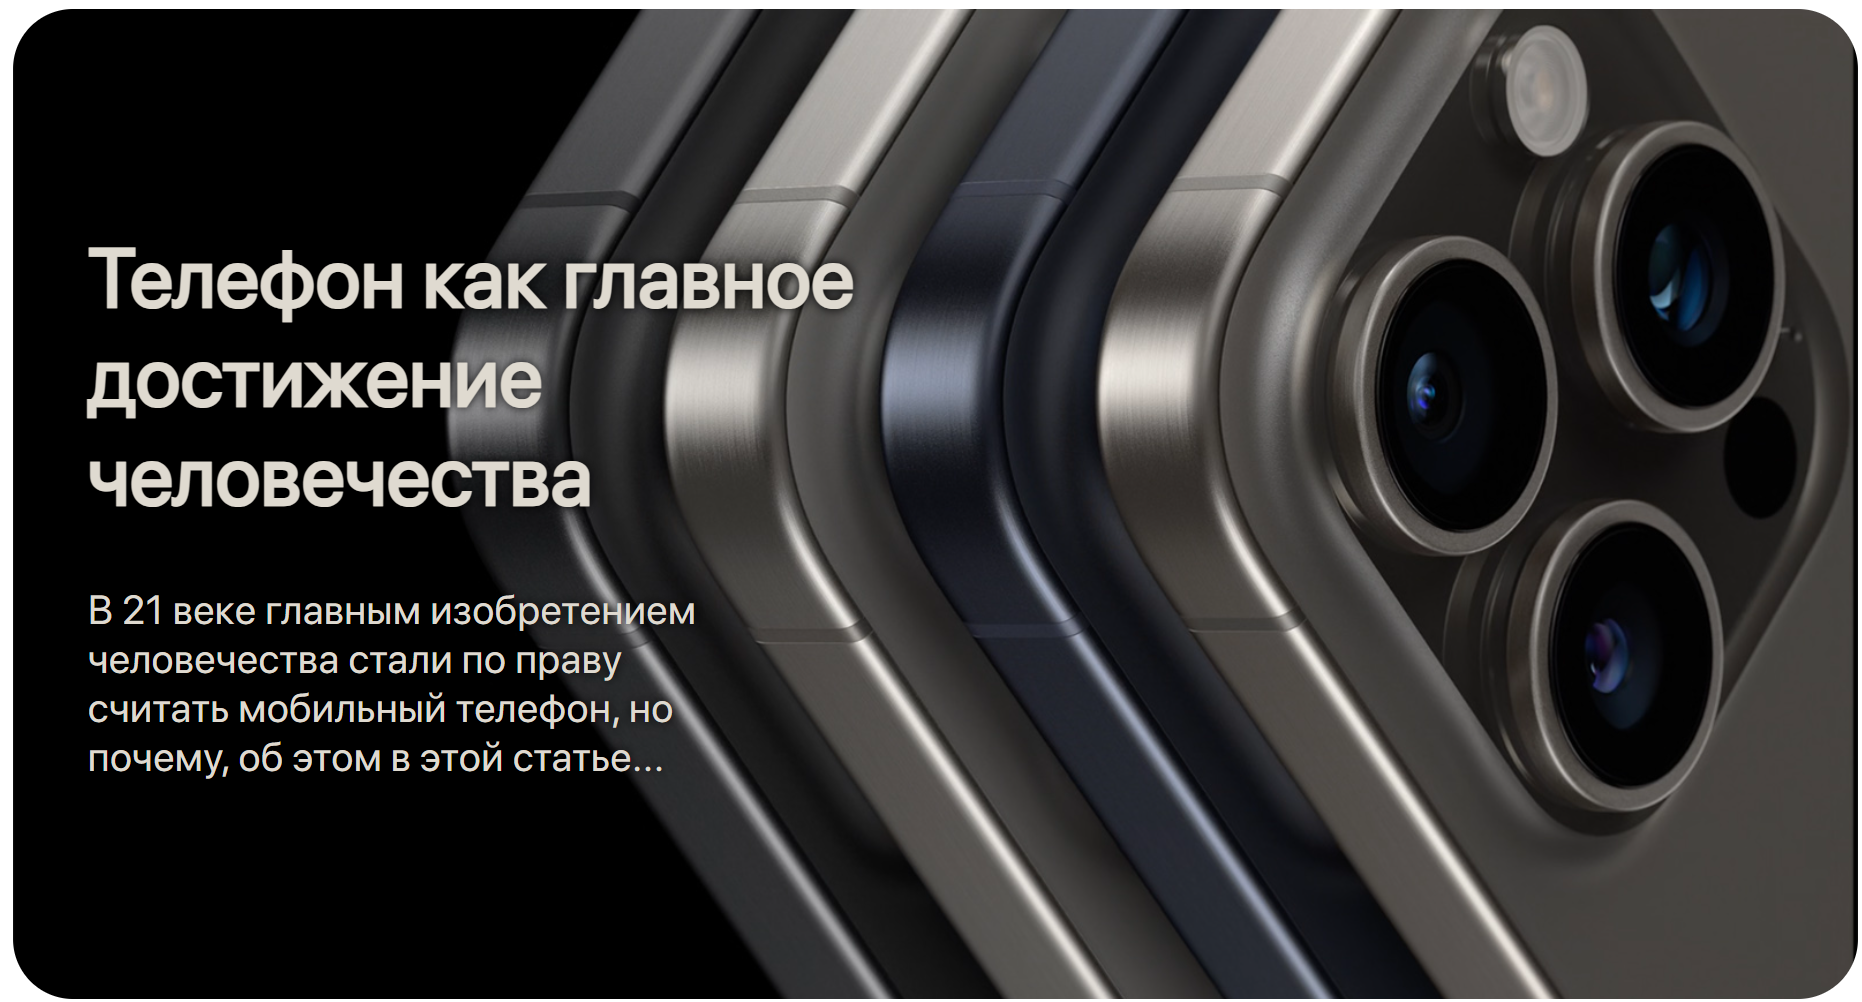 Телефон как главное
достижение
человечества
В 21 веке главным изобретением
человечества стали по праву
считать мобильный телефон, но
почему, об этом в этой статье...